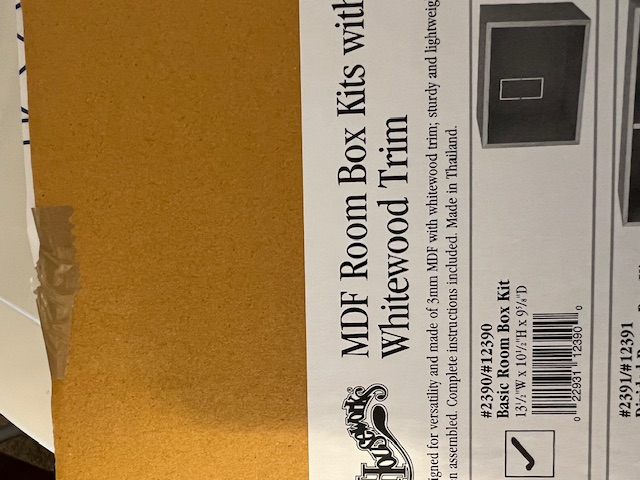 Houseworks®
MDF Room Box Kits with
Whitewood Trim
igned for versatility and made of 3mm MDF with whitewood trim; sturdy and lightweig
n assembled. Complete instructions included. Made in Thailand.
#2390/#12390
Basic Room Box Kit
13½"W x 10½"H x 9⅛"D
0 22931 12390 0
#2391/#12391